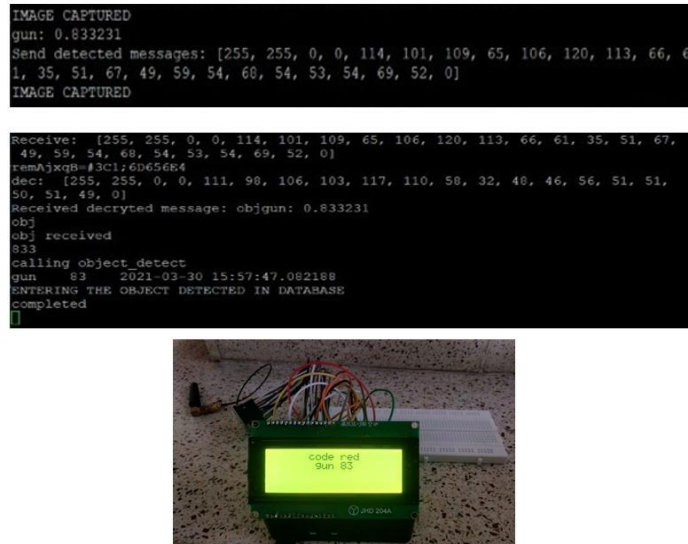 IMAGE CAPTURED
gun: 0.833231
Send detected messages: [255, 255, 0, 0, 114, 101, 109, 65, 106, 120, 113, 66, 6
1, 35, 51, 67, 49, 59, 54, 68, 54, 53, 54, 69, 52, 0]
IMAGE CAPTURED
Receive: [255, 255, 0, 0, 114, 101, 109, 65, 106, 120, 113, 66, 61, 35, 51, 67,
49, 59, 54, 68, 54, 53, 54, 69, 52, 0]
remAjxqB=#3C1;6D656E4
dec: [255, 255, 0, 0, 111, 98, 106, 103, 117, 110, 58, 32, 48, 46, 56, 51, 51,
50, 51, 49, 0]
Received decryted message: objgun: 0.833231
obj
obj received
833
calling object_detect
gun 83 2021-03-30 15:57:47.082188
ENTERING THE OBJECT DETECTED IN DATABASE
completed
code red
gun 83
JHD 204A